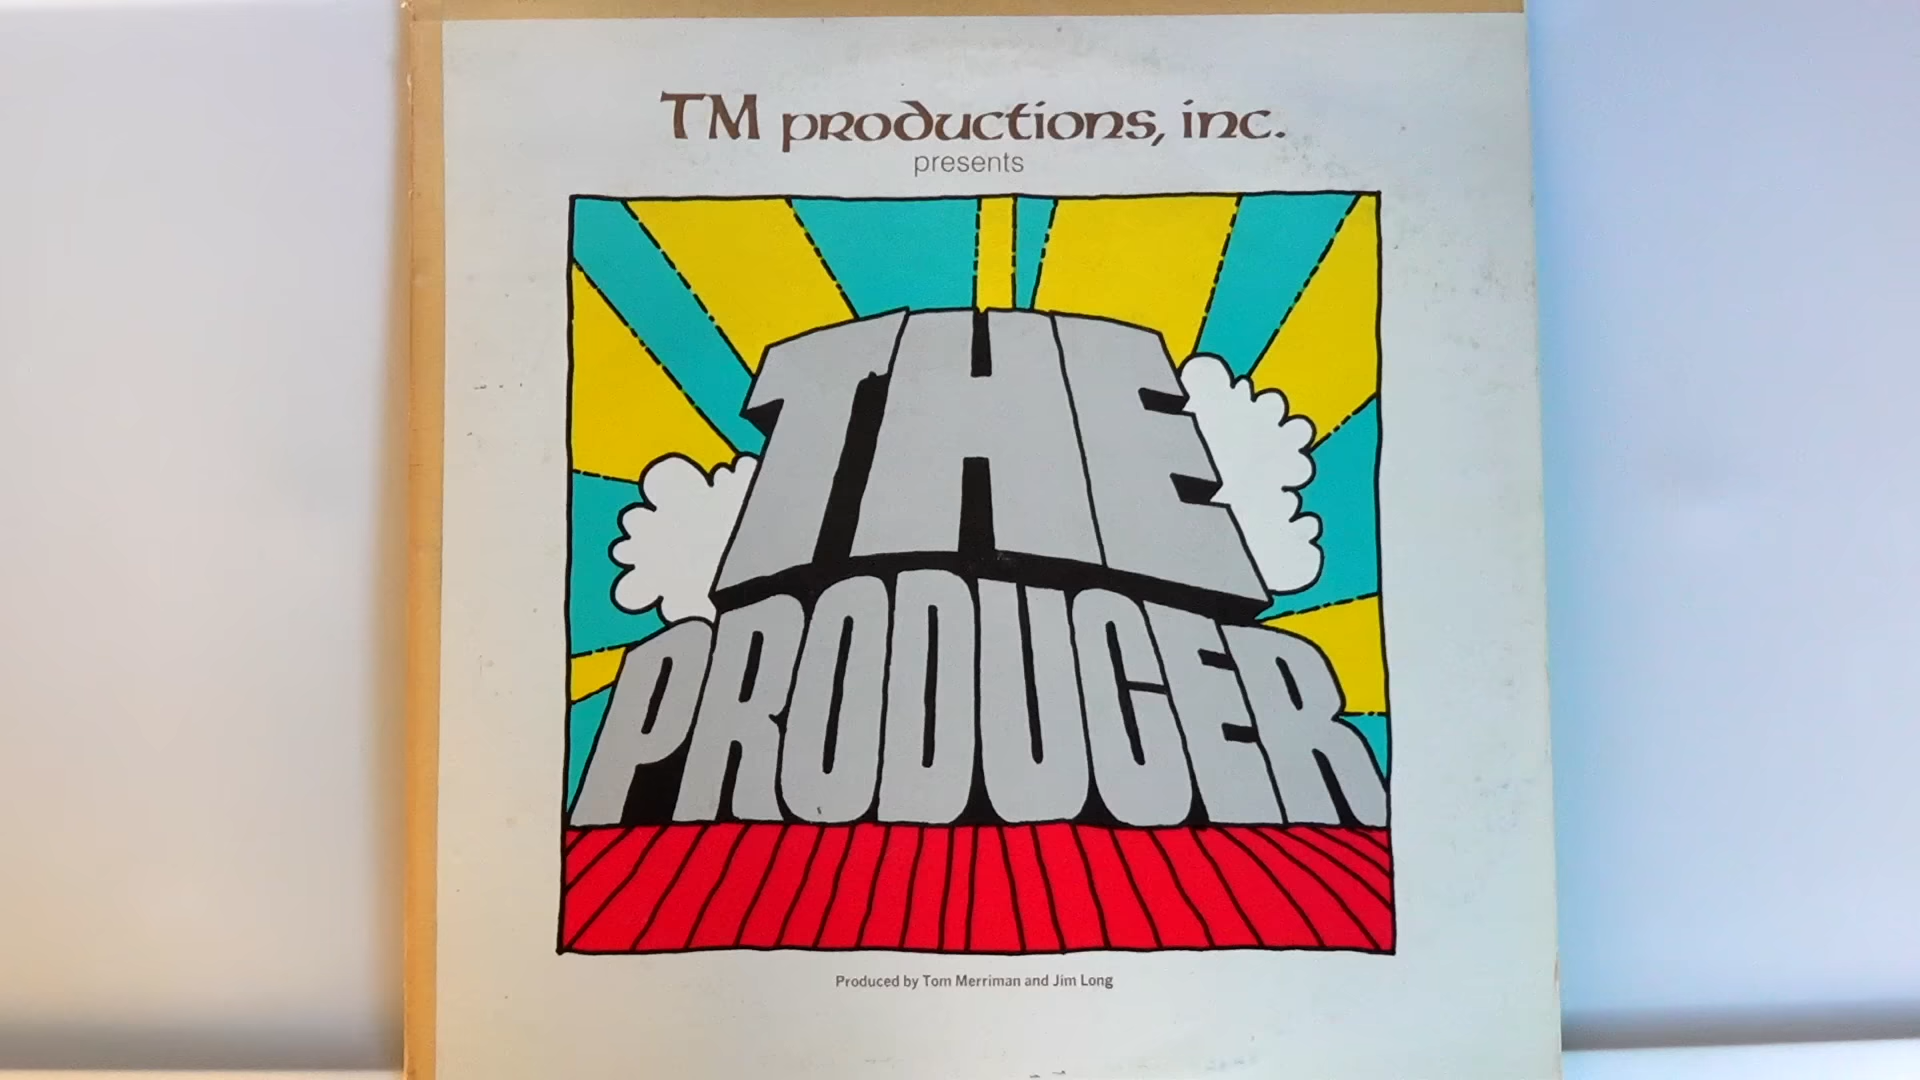 TM productions, inc.
presents
THE
PRODUCER
Produced by Tom Merriman and Jim Long